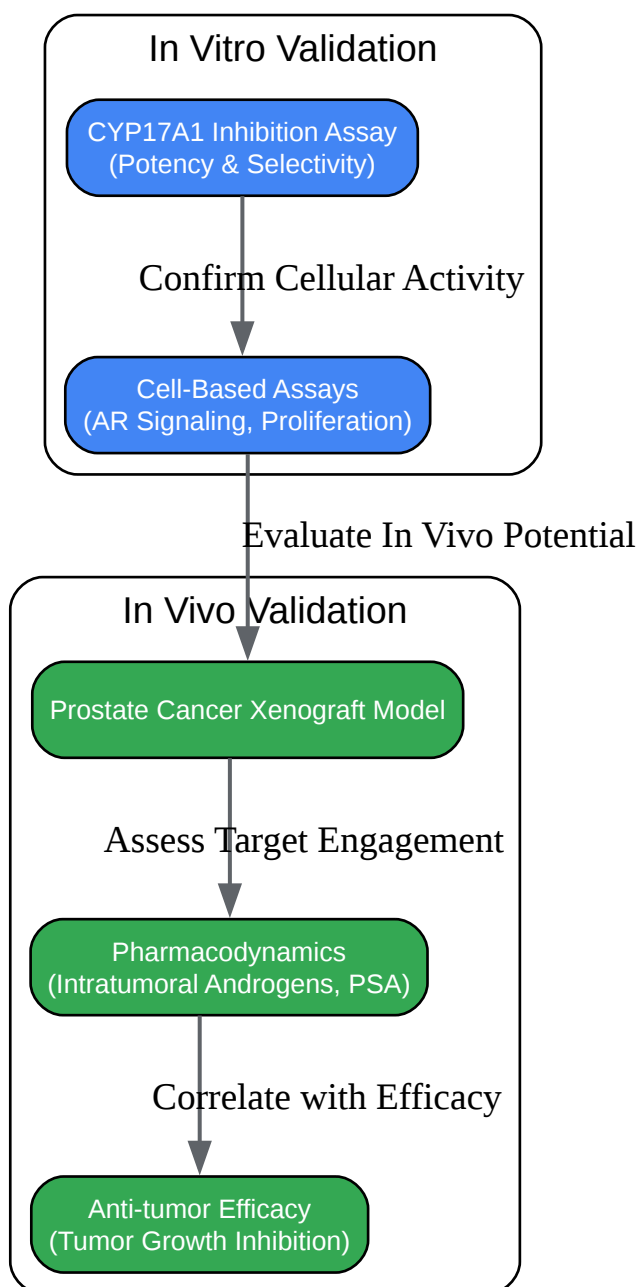 In Vitro Validation
CYP17A1 Inhibition Assay
(Potency & Selectivity)
Confirm Cellular Activity
Cell-Based Assays
(AR Signaling, Proliferation)
Evaluate In Vivo Potential
In Vivo Validation
Prostate Cancer Xenograft Model
Assess Target Engagement
Pharmacodynamics
(Intratumoral Androgens, PSA)
Correlate with Efficacy
Anti-tumor Efficacy
(Tumor Growth Inhibition)